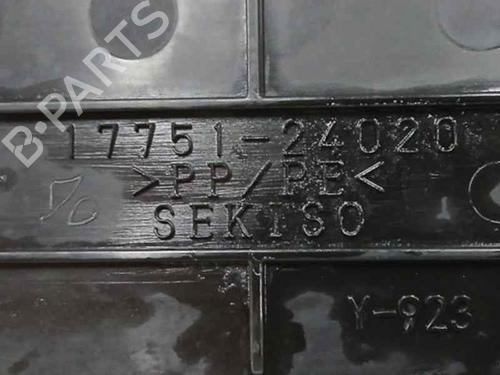 B-PARTS
17751-24020
>PP/PE<
SEKISO
Y-923